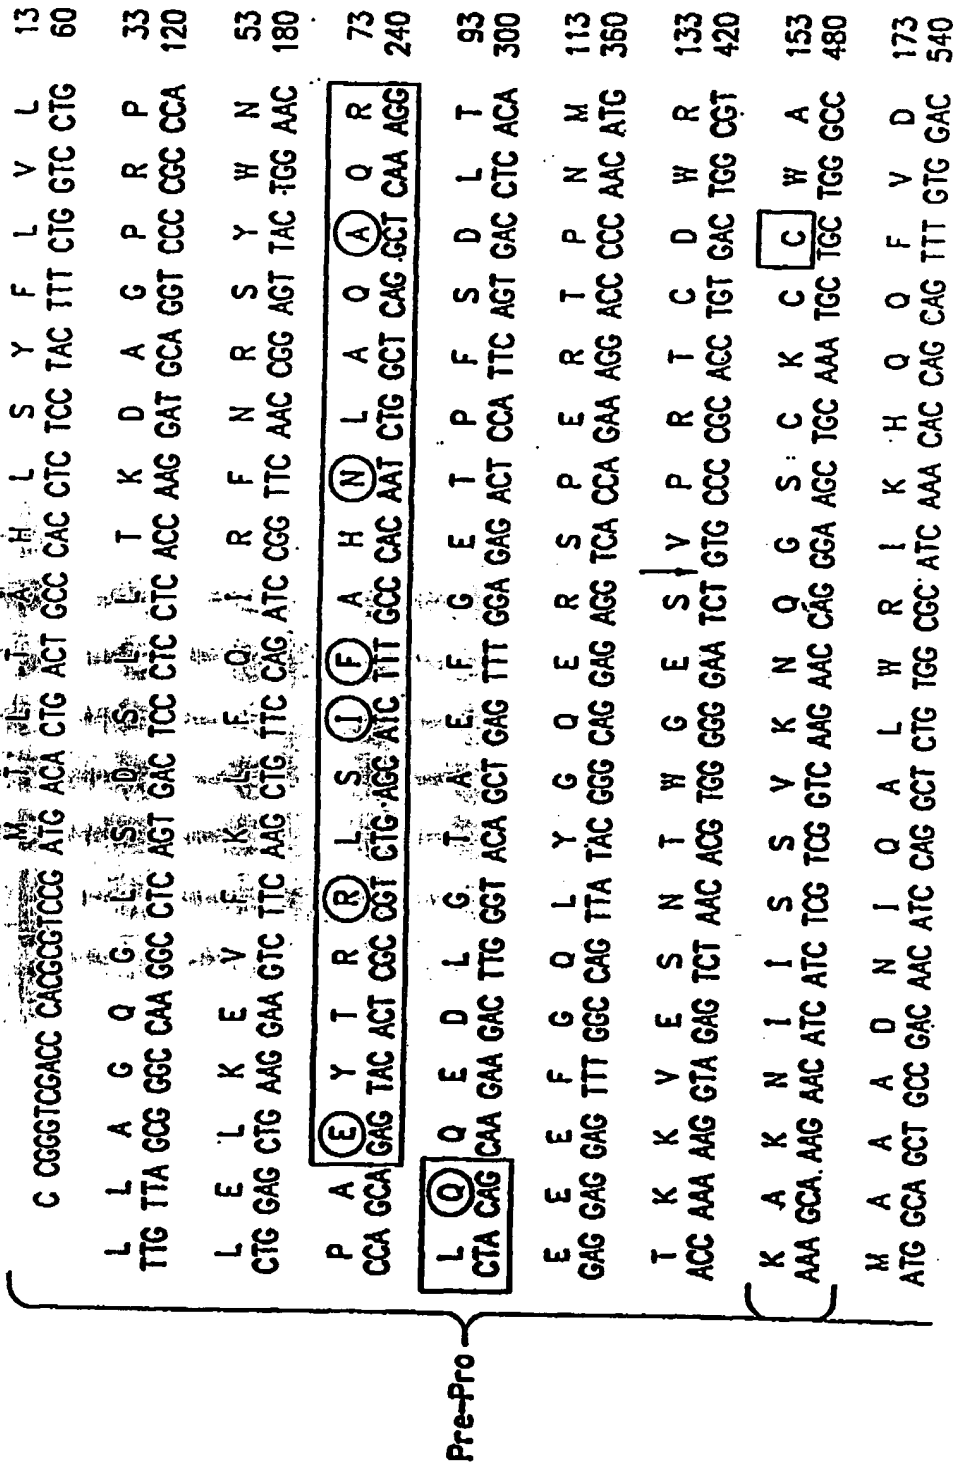 M T L T A H L S Y F L V L 13
C CGGGTCGACC CACGCGTCCG ATG ACA CTG ACT GCC CAC CTC TCC TAC TTT CTG GTC CTG 60
L L A G Q G L S D S L L T K D A G P R P 33
TTG TTA GCG GGC CAA GGC CTC AGT GAC TCC CTC CTC ACC AAG GAT GCA GGT CCC CGC CCA 120
L E L K E V F K L F Q I R F N R S Y W N 53
CTG GAG CTG AAG GAA GTC TTC AAG CTG TTC CAG ATC CGG TTC AAC CGG AGT TAC TGG AAC 180
P A E Y T R R L S I F A H N L A Q A Q R 73
CCA GCA GAG TAC ACT CGC CGT CTG AGC ATC TTT GCC CAC AAT CTG GCT CAG GCT CAA AGG 240
Pre-Pro
L Q Q E D L G T A E F G E T P F S D L T 93
CTA CAG CAA GAA GAC TTG GGT ACA GCT GAG TTT GGA GAG ACT CCA TTC AGT GAC CTC ACA 300
E E E F G Q L Y G Q E R S P E R T P N M 113
GAG GAG GAG TTT GGC CAG TTA TAC GGG CAG GAG AGG TCA CCA GAA AGG ACC CCC AAC ATG 360
T K K V E S N T W G E S V P R T C D W R 133
ACC AAA AAG GTA GAG TCT AAC ACG TGG GGG GAA TCT GTG CCC CGC ACC TGT GAC TGG CGT 420
K A K N I I S S V K N Q G S C K C C W A 153
AAA GCA AAG AAC ATC ATC TCG TCG GTC AAG AAC CAG GGA AGC TGC AAA TGC TGC TGG GCC 480
M A A A D N I Q A L W R I K H Q Q F V D 173
ATG GCA GCT GCC GAC AAC ATC CAG GCT CTG TGG CGC ATC AAA CAC CAG CAG TTT GTG GAC 540